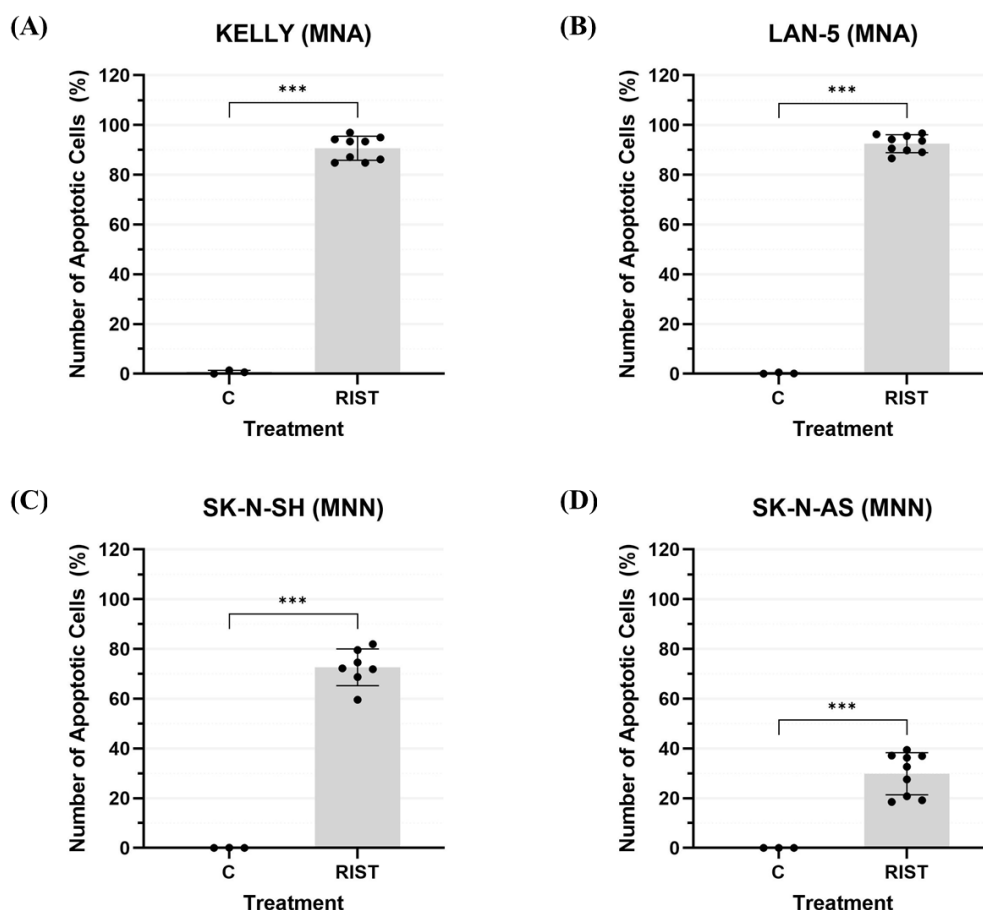 (A)
KELLY (MNA)
Number of Apoptotic Cells (%)
120
100
80
60
40
20
0
***
C
RIST
Treatment
(B)
LAN-5 (MNA)
Number of Apoptotic Cells (%)
120
100
80
60
40
20
0
***
C
RIST
Treatment
(C)
SK-N-SH (MNN)
Number of Apoptotic Cells (%)
120
100
80
60
40
20
0
***
C
RIST
Treatment
(D)
SK-N-AS (MNN)
Number of Apoptotic Cells (%)
120
100
80
60
40
20
0
***
C
RIST
Treatment